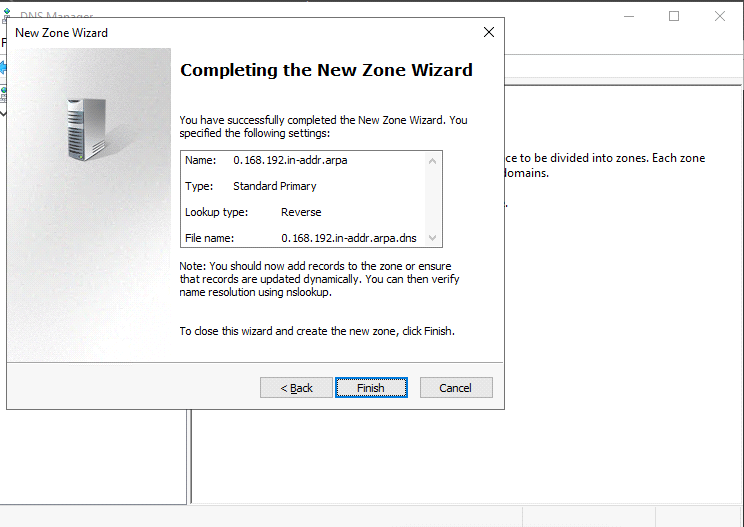 DNS Manager
New Zone Wizard
Completing the New Zone Wizard
You have successfully completed the New Zone Wizard. You
specified the following settings:
Name: 0.168.192.in-addr.arpa
Type: Standard Primary
Lookup type: Reverse
File name: 0.168.192.in-addr.arpa.dns
Note: You should now add records to the zone or ensure
that records are updated dynamically. You can then verify
name resolution using nslookup.
To close this wizard and create the new zone, click Finish.
< Back Finish Cancel
ce to be divided into zones. Each zone
domains.